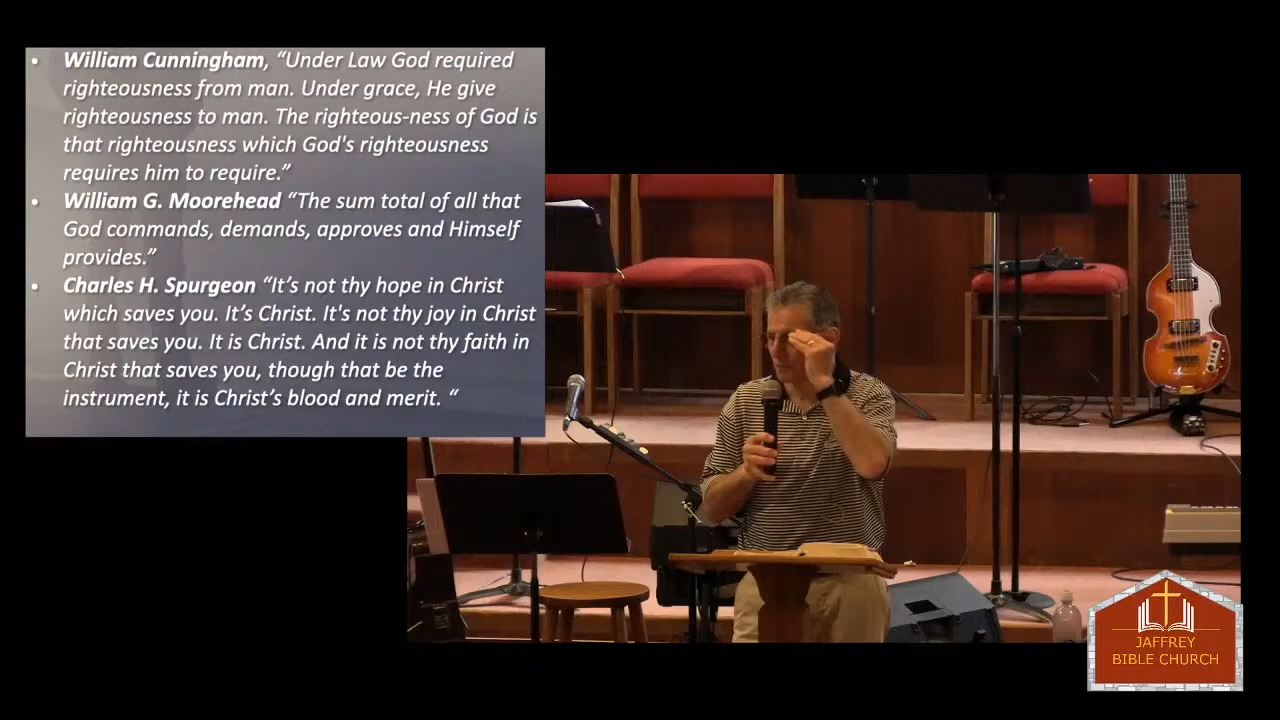 • William Cunningham, “Under Law God required
righteousness from man. Under grace, He give
righteousness to man. The righteous-ness of God is
that righteousness which God's righteousness
requires him to require.”
• William G. Moorehead “The sum total of all that
God commands, demands, approves and Himself
provides.”
• Charles H. Spurgeon “It’s not thy hope in Christ
which saves you. It’s Christ. It's not thy joy in Christ
that saves you. It is Christ. And it is not thy faith in
Christ that saves you, though that be the
instrument, it is Christ’s blood and merit. “
JAFFREY
BIBLE CHURCH